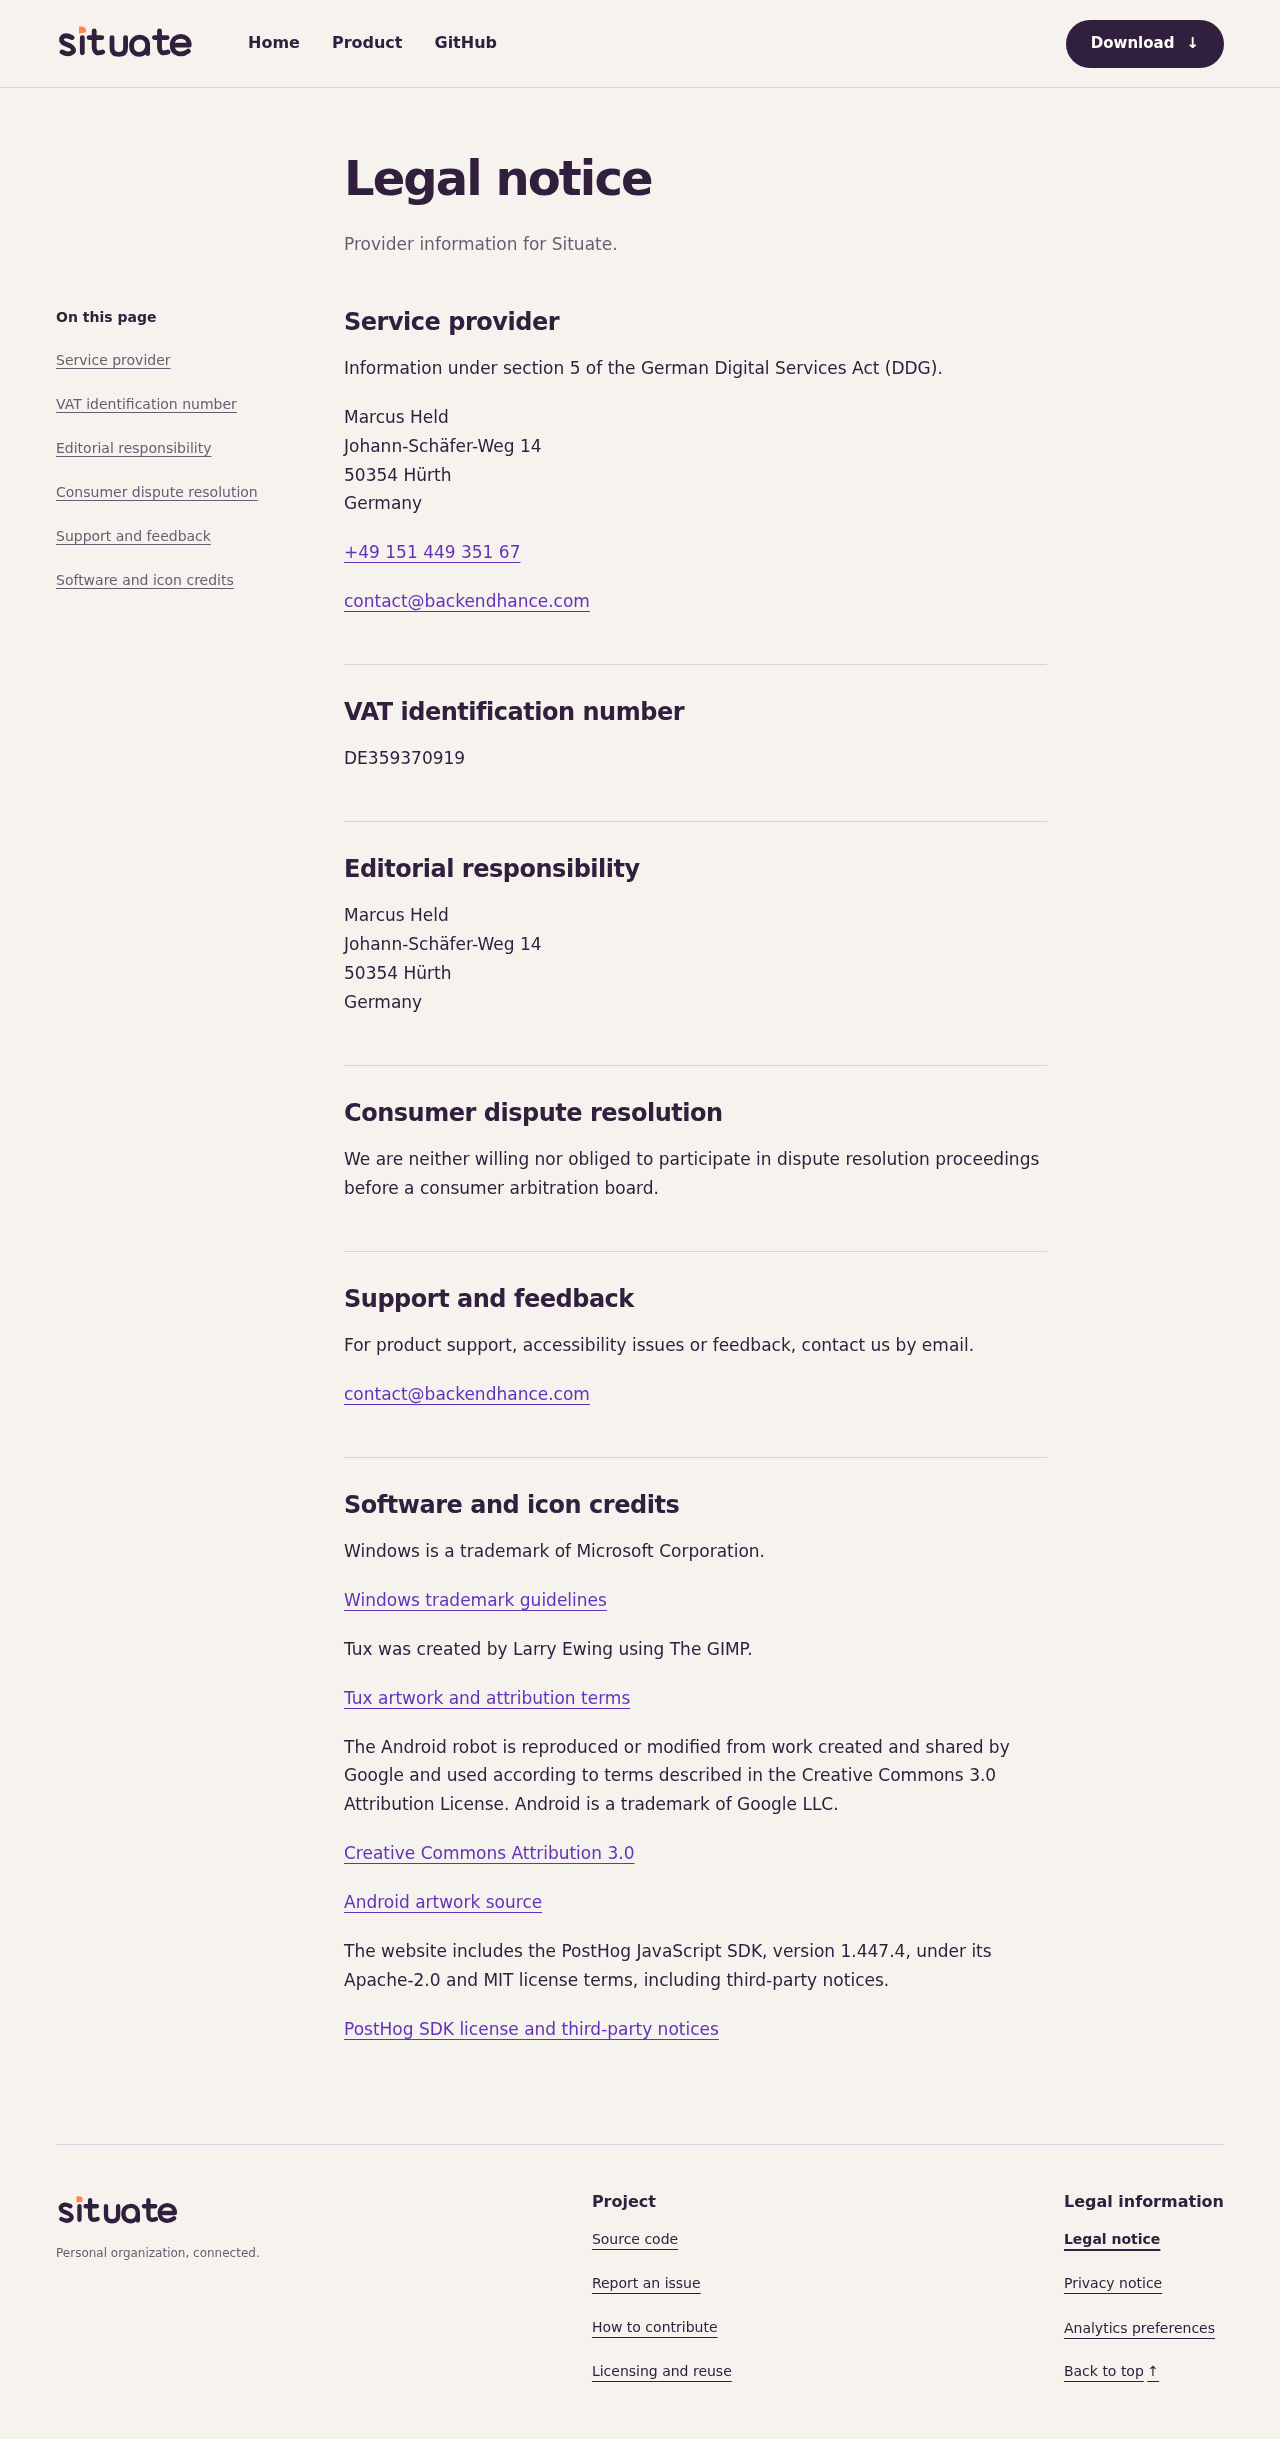 situate
Home
Product
GitHub
Download ↓
Legal notice
Provider information for Situate.
On this page
Service provider
VAT identification number
Editorial responsibility
Consumer dispute resolution
Support and feedback
Software and icon credits
Service provider
Information under section 5 of the German Digital Services Act (DDG).
Marcus Held
Johann-Schäfer-Weg 14
50354 Hürth
Germany
+49 151 449 351 67
contact@backendhance.com
VAT identification number
DE359370919
Editorial responsibility
Marcus Held
Johann-Schäfer-Weg 14
50354 Hürth
Germany
Consumer dispute resolution
We are neither willing nor obliged to participate in dispute resolution proceedings
before a consumer arbitration board.
Support and feedback
For product support, accessibility issues or feedback, contact us by email.
contact@backendhance.com
Software and icon credits
Windows is a trademark of Microsoft Corporation.
Windows trademark guidelines
Tux was created by Larry Ewing using The GIMP.
Tux artwork and attribution terms
The Android robot is reproduced or modified from work created and shared by
Google and used according to terms described in the Creative Commons 3.0
Attribution License. Android is a trademark of Google LLC.
Creative Commons Attribution 3.0
Android artwork source
The website includes the PostHog JavaScript SDK, version 1.447.4, under its
Apache-2.0 and MIT license terms, including third-party notices.
PostHog SDK license and third-party notices
situate
Personal organization, connected.
Project
Source code
Report an issue
How to contribute
Licensing and reuse
Legal information
Legal notice
Privacy notice
Analytics preferences
Back to top ↑